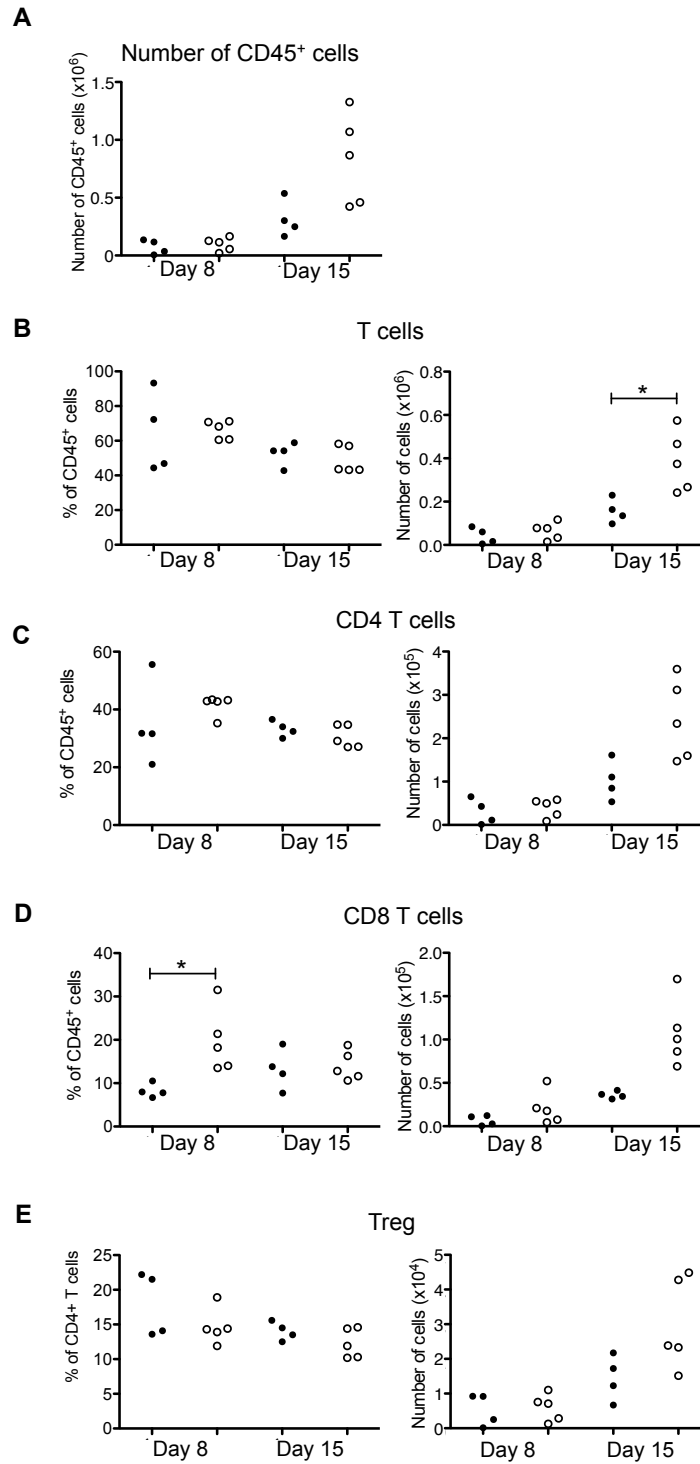 A
Number of CD45⁺ cells
Number of CD45⁺ cells (x10⁶)
1.5
1.0
0.5
0
Day 8 Day 15
B
T cells
% of CD45⁺ cells
100
80
60
40
20
0
Day 8 Day 15
Number of cells (x10⁶)
0.8
0.6
0.4
0.2
0.0
*
Day 8 Day 15
C
CD4 T cells
% of CD45⁺ cells
60
40
20
0
Day 8 Day 15
Number of cells (x10⁵)
4
3
2
1
0
Day 8 Day 15
D
CD8 T cells
% of CD45⁺ cells
40
30
20
10
0
*
Day 8 Day 15
Number of cells (x10⁵)
2.0
1.5
1.0
0.5
0.0
Day 8 Day 15
E
Treg
% of CD4+ T cells
25
20
15
10
5
0
Day 8 Day 15
Number of cells (x10⁴)
5
4
3
2
1
0
Day 8 Day 15